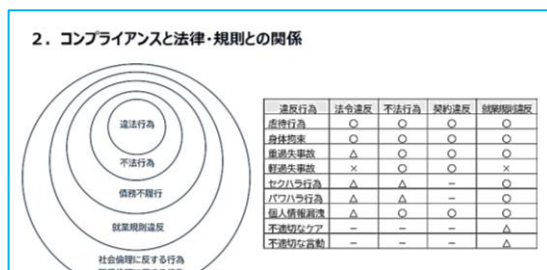 ２．コンプライアンスと法律・規則との関係
違法行為
不法行為
債務不履行
就業規則違反
社会倫理に反する行為
違反行為 法令違反 不法行為 契約違反 就業規則違反
虐待行為 ○ ○ ○ ○
身体拘束 ○ ○ ○ ○
重過失事故 △ ○ ○ ○
軽過失事故 × ○ ○ ×
セクハラ行為 △ △ － ○
パワハラ行為 △ △ － ○
個人情報漏洩 △ ○ ○ ○
不適切なケア － － － △
不適切な言動 － － － △